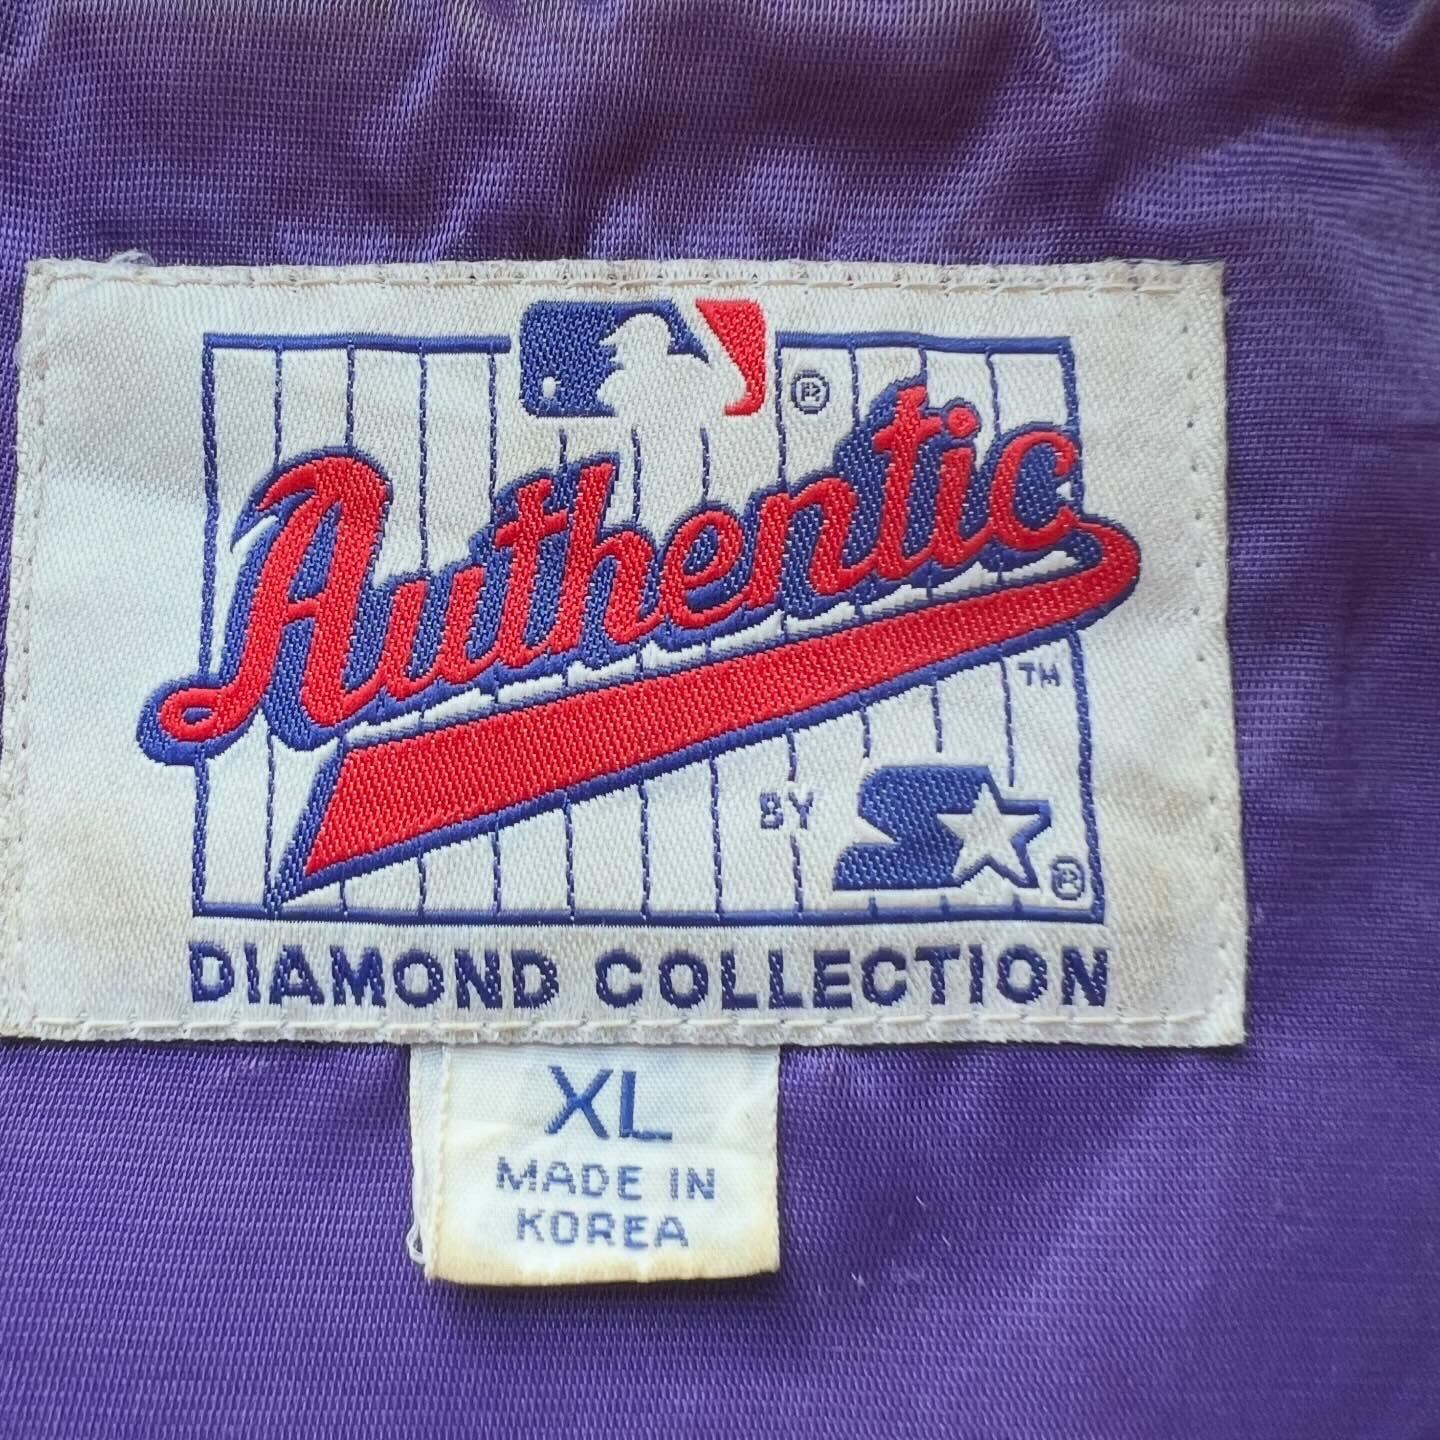 ®
Authentic
TM
BY S
®
DIAMOND COLLECTION
XL
MADE IN
KOREA